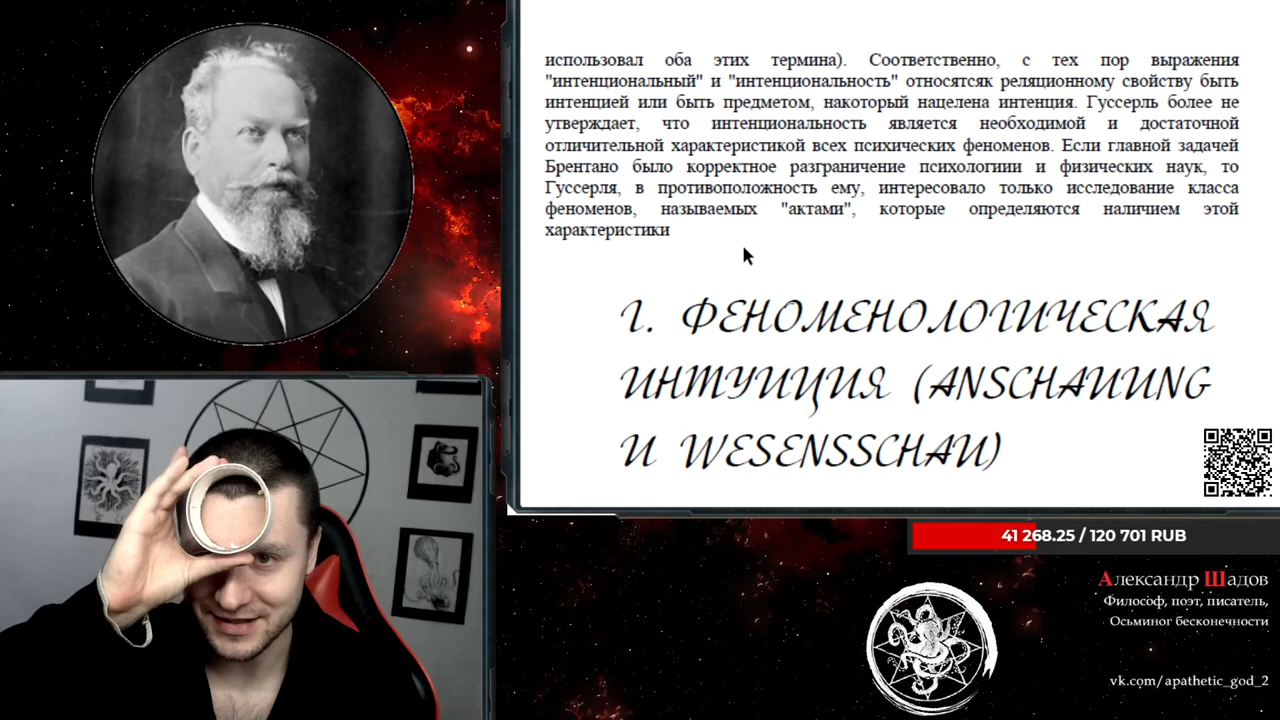 использовал оба этих термина). Соответственно, с тех пор выражения
"интенциональный" и "интенциональность" относятсяк реляционному свойству быть
интенцией или быть предметом, накоторый нацелена интенция. Гуссерль более не
утверждает, что интенциональность является необходимой и достаточной
отличительной характеристикой всех психических феноменов. Если главной задачей
Брентано было корректное разграничение психологиии и физических наук, то
Гуссерля, в противоположность ему, интересовало только исследование класса
феноменов, называемых "актами", которые определяются наличием этой
характеристики
Г. ФЕНОМЕНОЛОГИЧЕСКАЯ
ИНТУИЦИЯ (ANSCHAUUNG
И WESENSSCHAU)
41 268.25 / 120 701 RUB
Александр Шадов
Философ, поэт, писатель,
Осьминог бесконечности
vk.com/apathetic_god_2